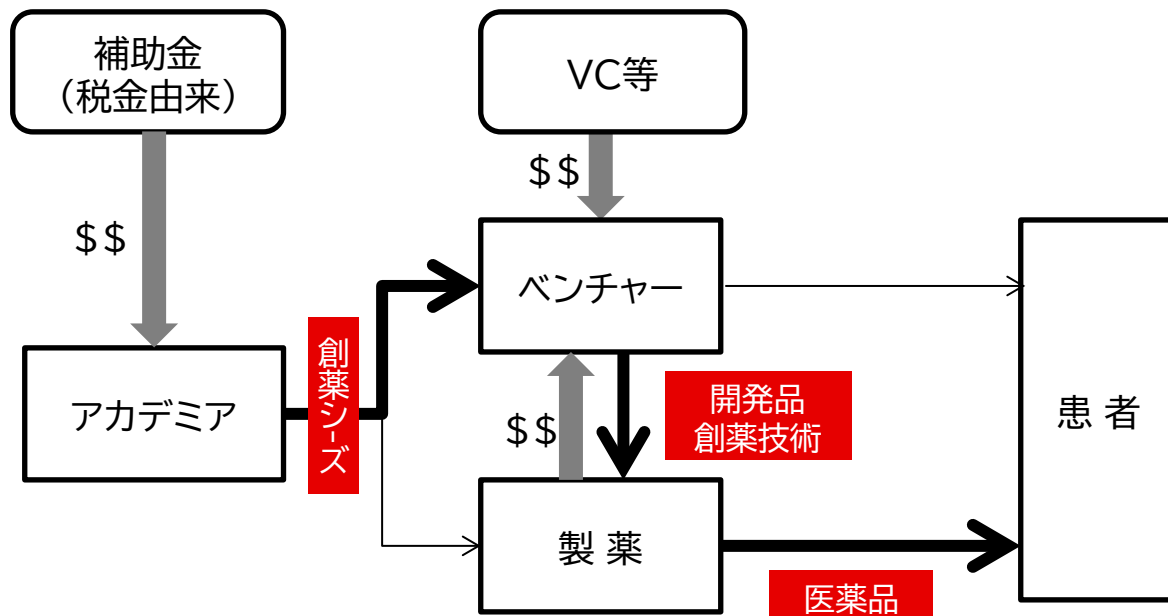 補助金
(税金由来)
VC等
$$
$$
ベンチャー
アカデミア
創薬シーズ
開発品
創薬技術
$$
製 薬
医薬品
患 者